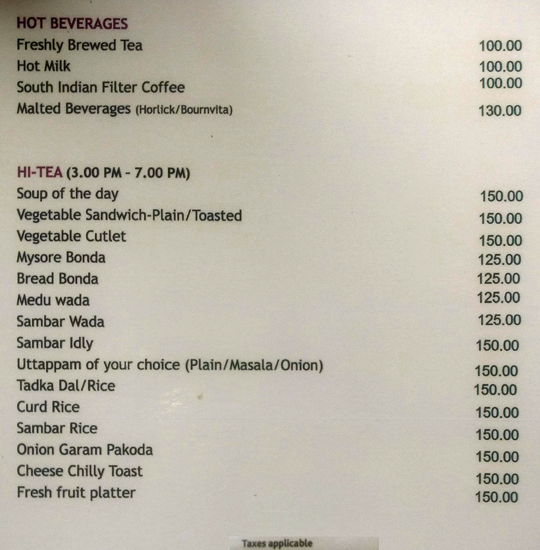 HOT BEVERAGES
Freshly Brewed Tea 100.00
Hot Milk 100.00
South Indian Filter Coffee 100.00
Malted Beverages (Horlick/Bournvita) 130.00
HI-TEA (3.00 PM - 7.00 PM)
Soup of the day 150.00
Vegetable Sandwich-Plain/Toasted 150.00
Vegetable Cutlet 150.00
Mysore Bonda 125.00
Bread Bonda 125.00
Medu wada 125.00
Sambar Wada 125.00
Sambar Idly 150.00
Uttappam of your choice (Plain/Masala/Onion) 150.00
Tadka Dal/Rice 150.00
Curd Rice 150.00
Sambar Rice 150.00
Onion Garam Pakoda 150.00
Cheese Chilly Toast 150.00
Fresh fruit platter 150.00
Taxes applicable